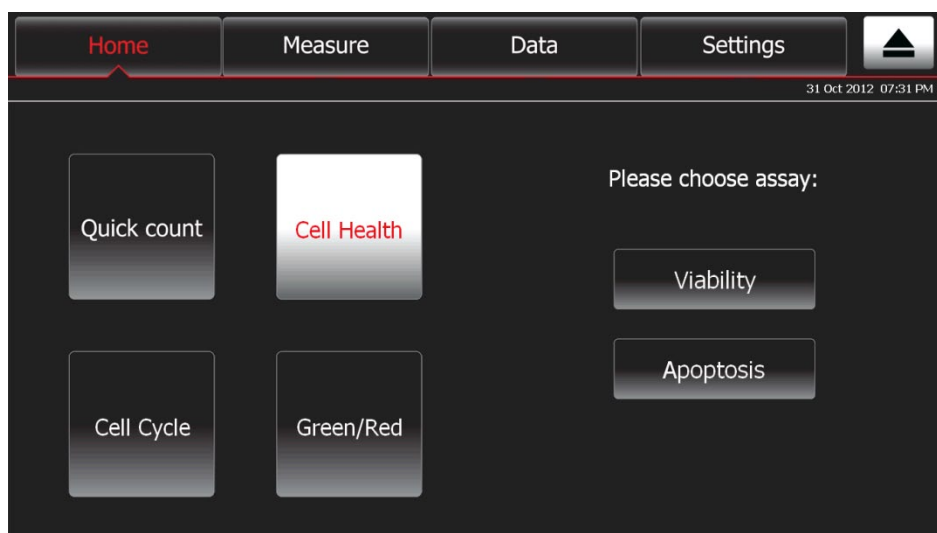 Home
Measure
Data
Settings
31 Oct 2012 07:31 PM
Quick count
Cell Health
Please choose assay:
Viability
Apoptosis
Cell Cycle
Green/Red